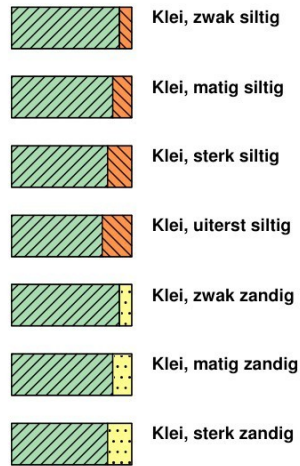 Klei, zwak siltig
Klei, matig siltig
Klei, sterk siltig
Klei, uiterst siltig
Klei, zwak zandig
Klei, matig zandig
Klei, sterk zandig